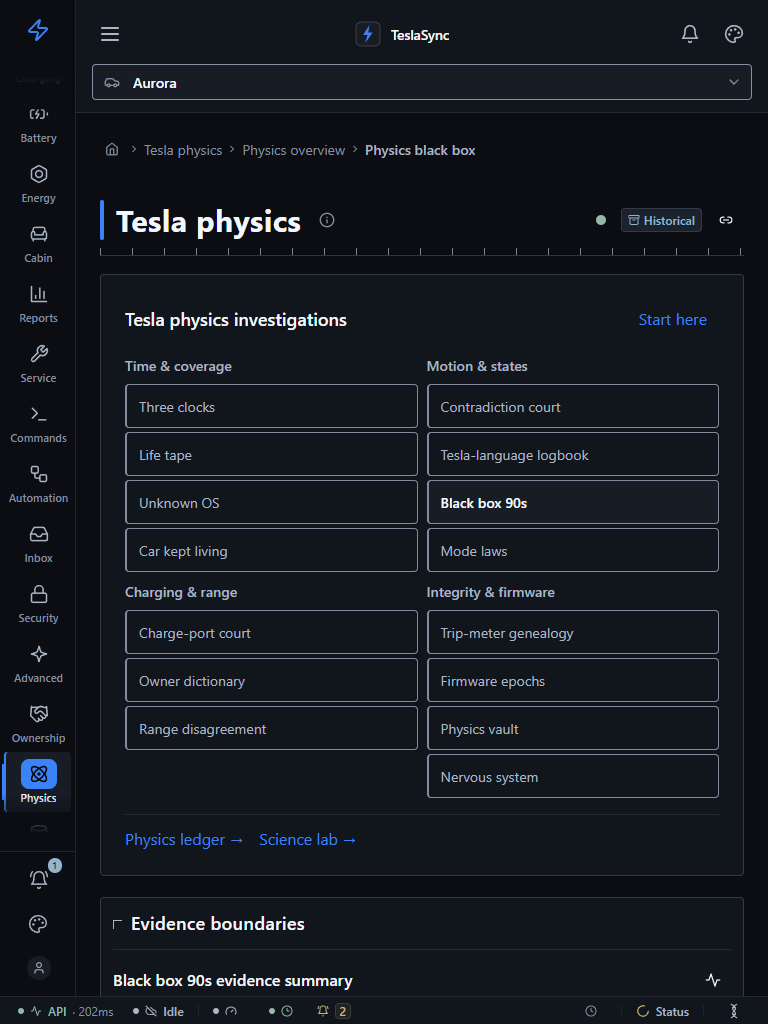 TeslaSync
Aurora
Battery
Energy
Cabin
Reports
Service
Commands
Automation
Inbox
Security
Advanced
Ownership
Physics
1
Tesla physics > Physics overview > Physics black box
Tesla physics
Historical
Tesla physics investigations
Start here
Time & coverage
Three clocks
Life tape
Unknown OS
Car kept living
Motion & states
Contradiction court
Tesla-language logbook
Black box 90s
Mode laws
Charging & range
Charge-port court
Owner dictionary
Range disagreement
Integrity & firmware
Trip-meter genealogy
Firmware epochs
Physics vault
Nervous system
Physics ledger → Science lab →
Evidence boundaries
Black box 90s evidence summary
API · 202ms Idle 2 Status